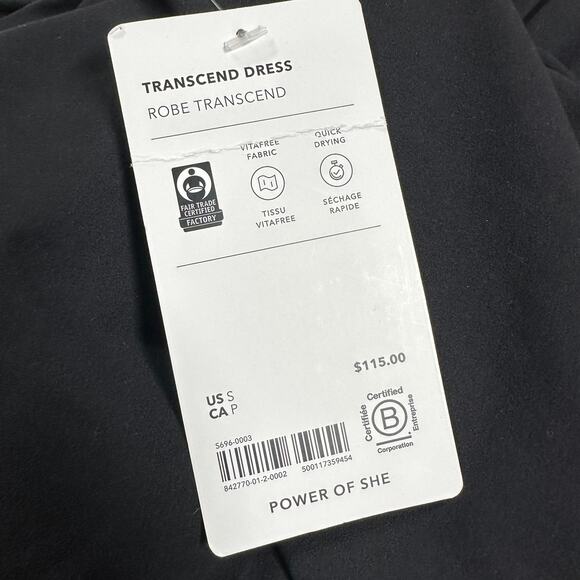 TRANSCEND DRESS
ROBE TRANSCEND
VITAFREE
FABRIC
QUICK
DRYING
FAIR TRADE
CERTIFIED
FACTORY
TISSU
VITAFREE
SÉCHAGE
RAPIDE
$115.00
US S
CA P
Certifiée
Certified
B
Entreprise
Corporation
S696-0003
842770-01-2-0002
500117359454
POWER OF SHE